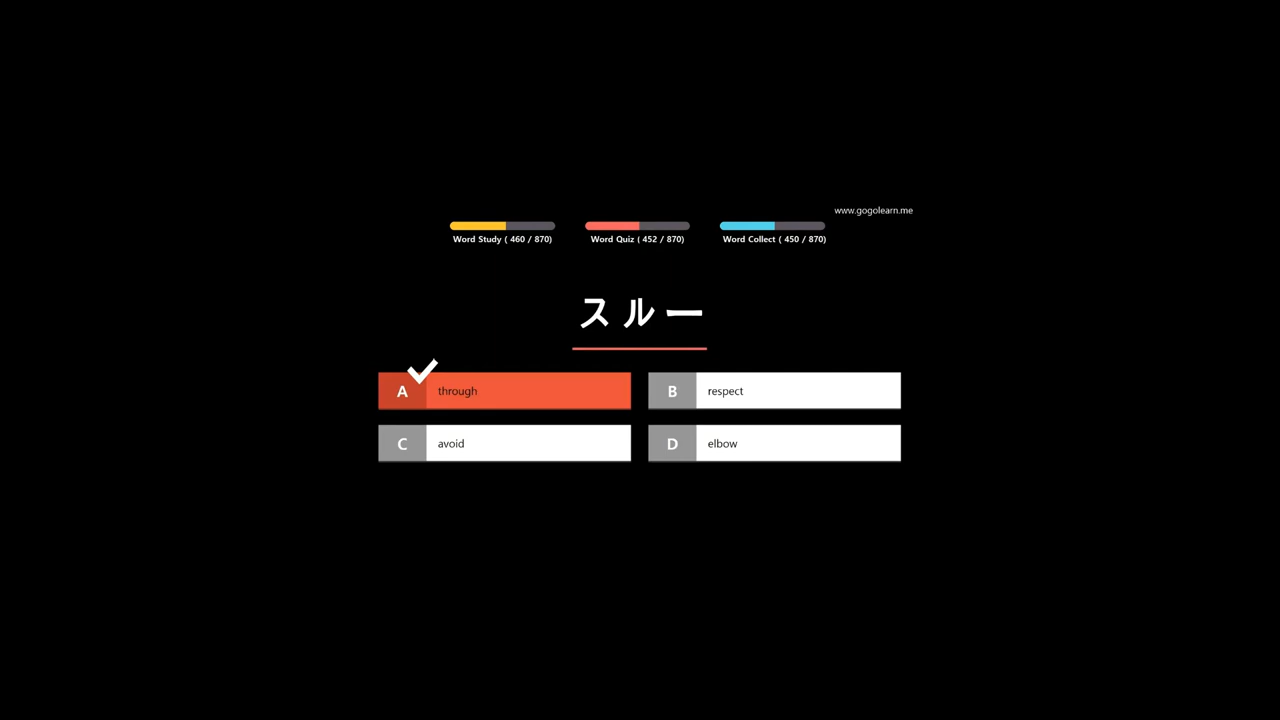 www.gogolearn.me
Word Study ( 460 / 870)
Word Quiz ( 452 / 870)
Word Collect ( 450 / 870)
スルー
A through
B respect
C avoid
D elbow